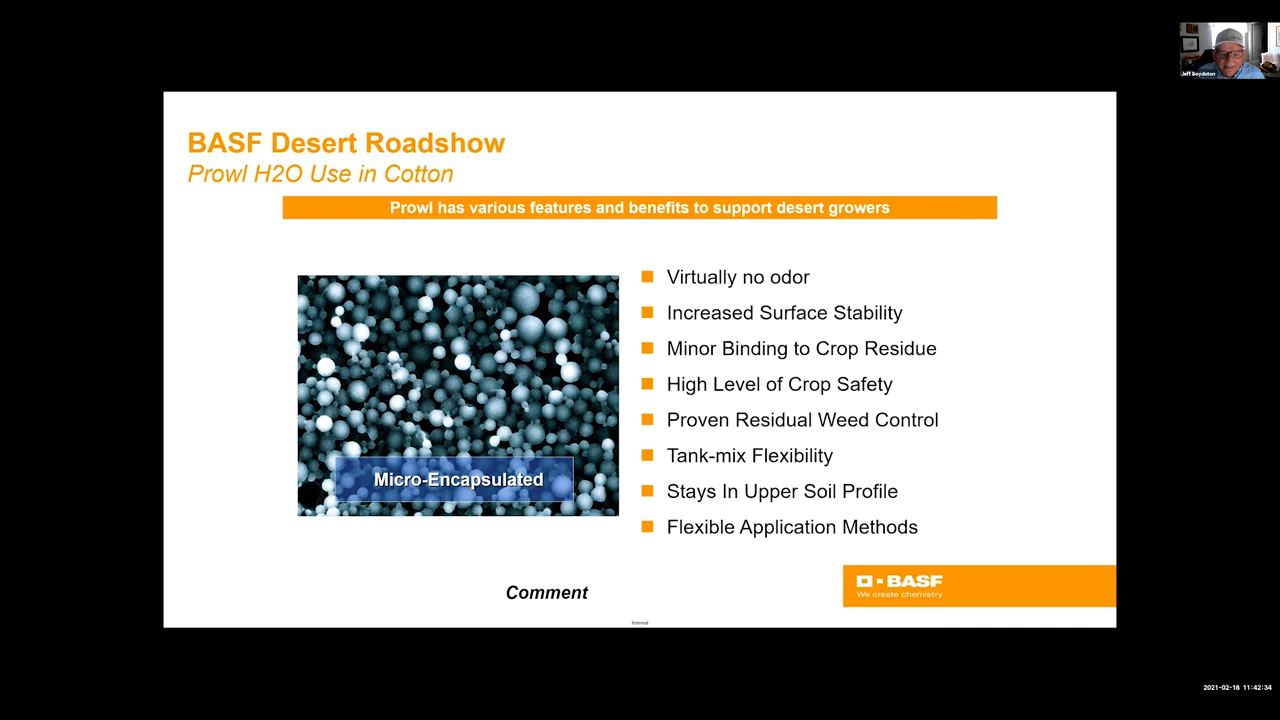 Jeff Boydston
BASF Desert Roadshow
Prowl H2O Use in Cotton
Prowl has various features and benefits to support desert growers
Virtually no odor
Increased Surface Stability
Minor Binding to Crop Residue
High Level of Crop Safety
Proven Residual Weed Control
Tank-mix Flexibility
Stays In Upper Soil Profile
Flexible Application Methods
Micro-Encapsulated
Comment
BASF
We create chemistry
Internal
2021-02-18 11:42:34